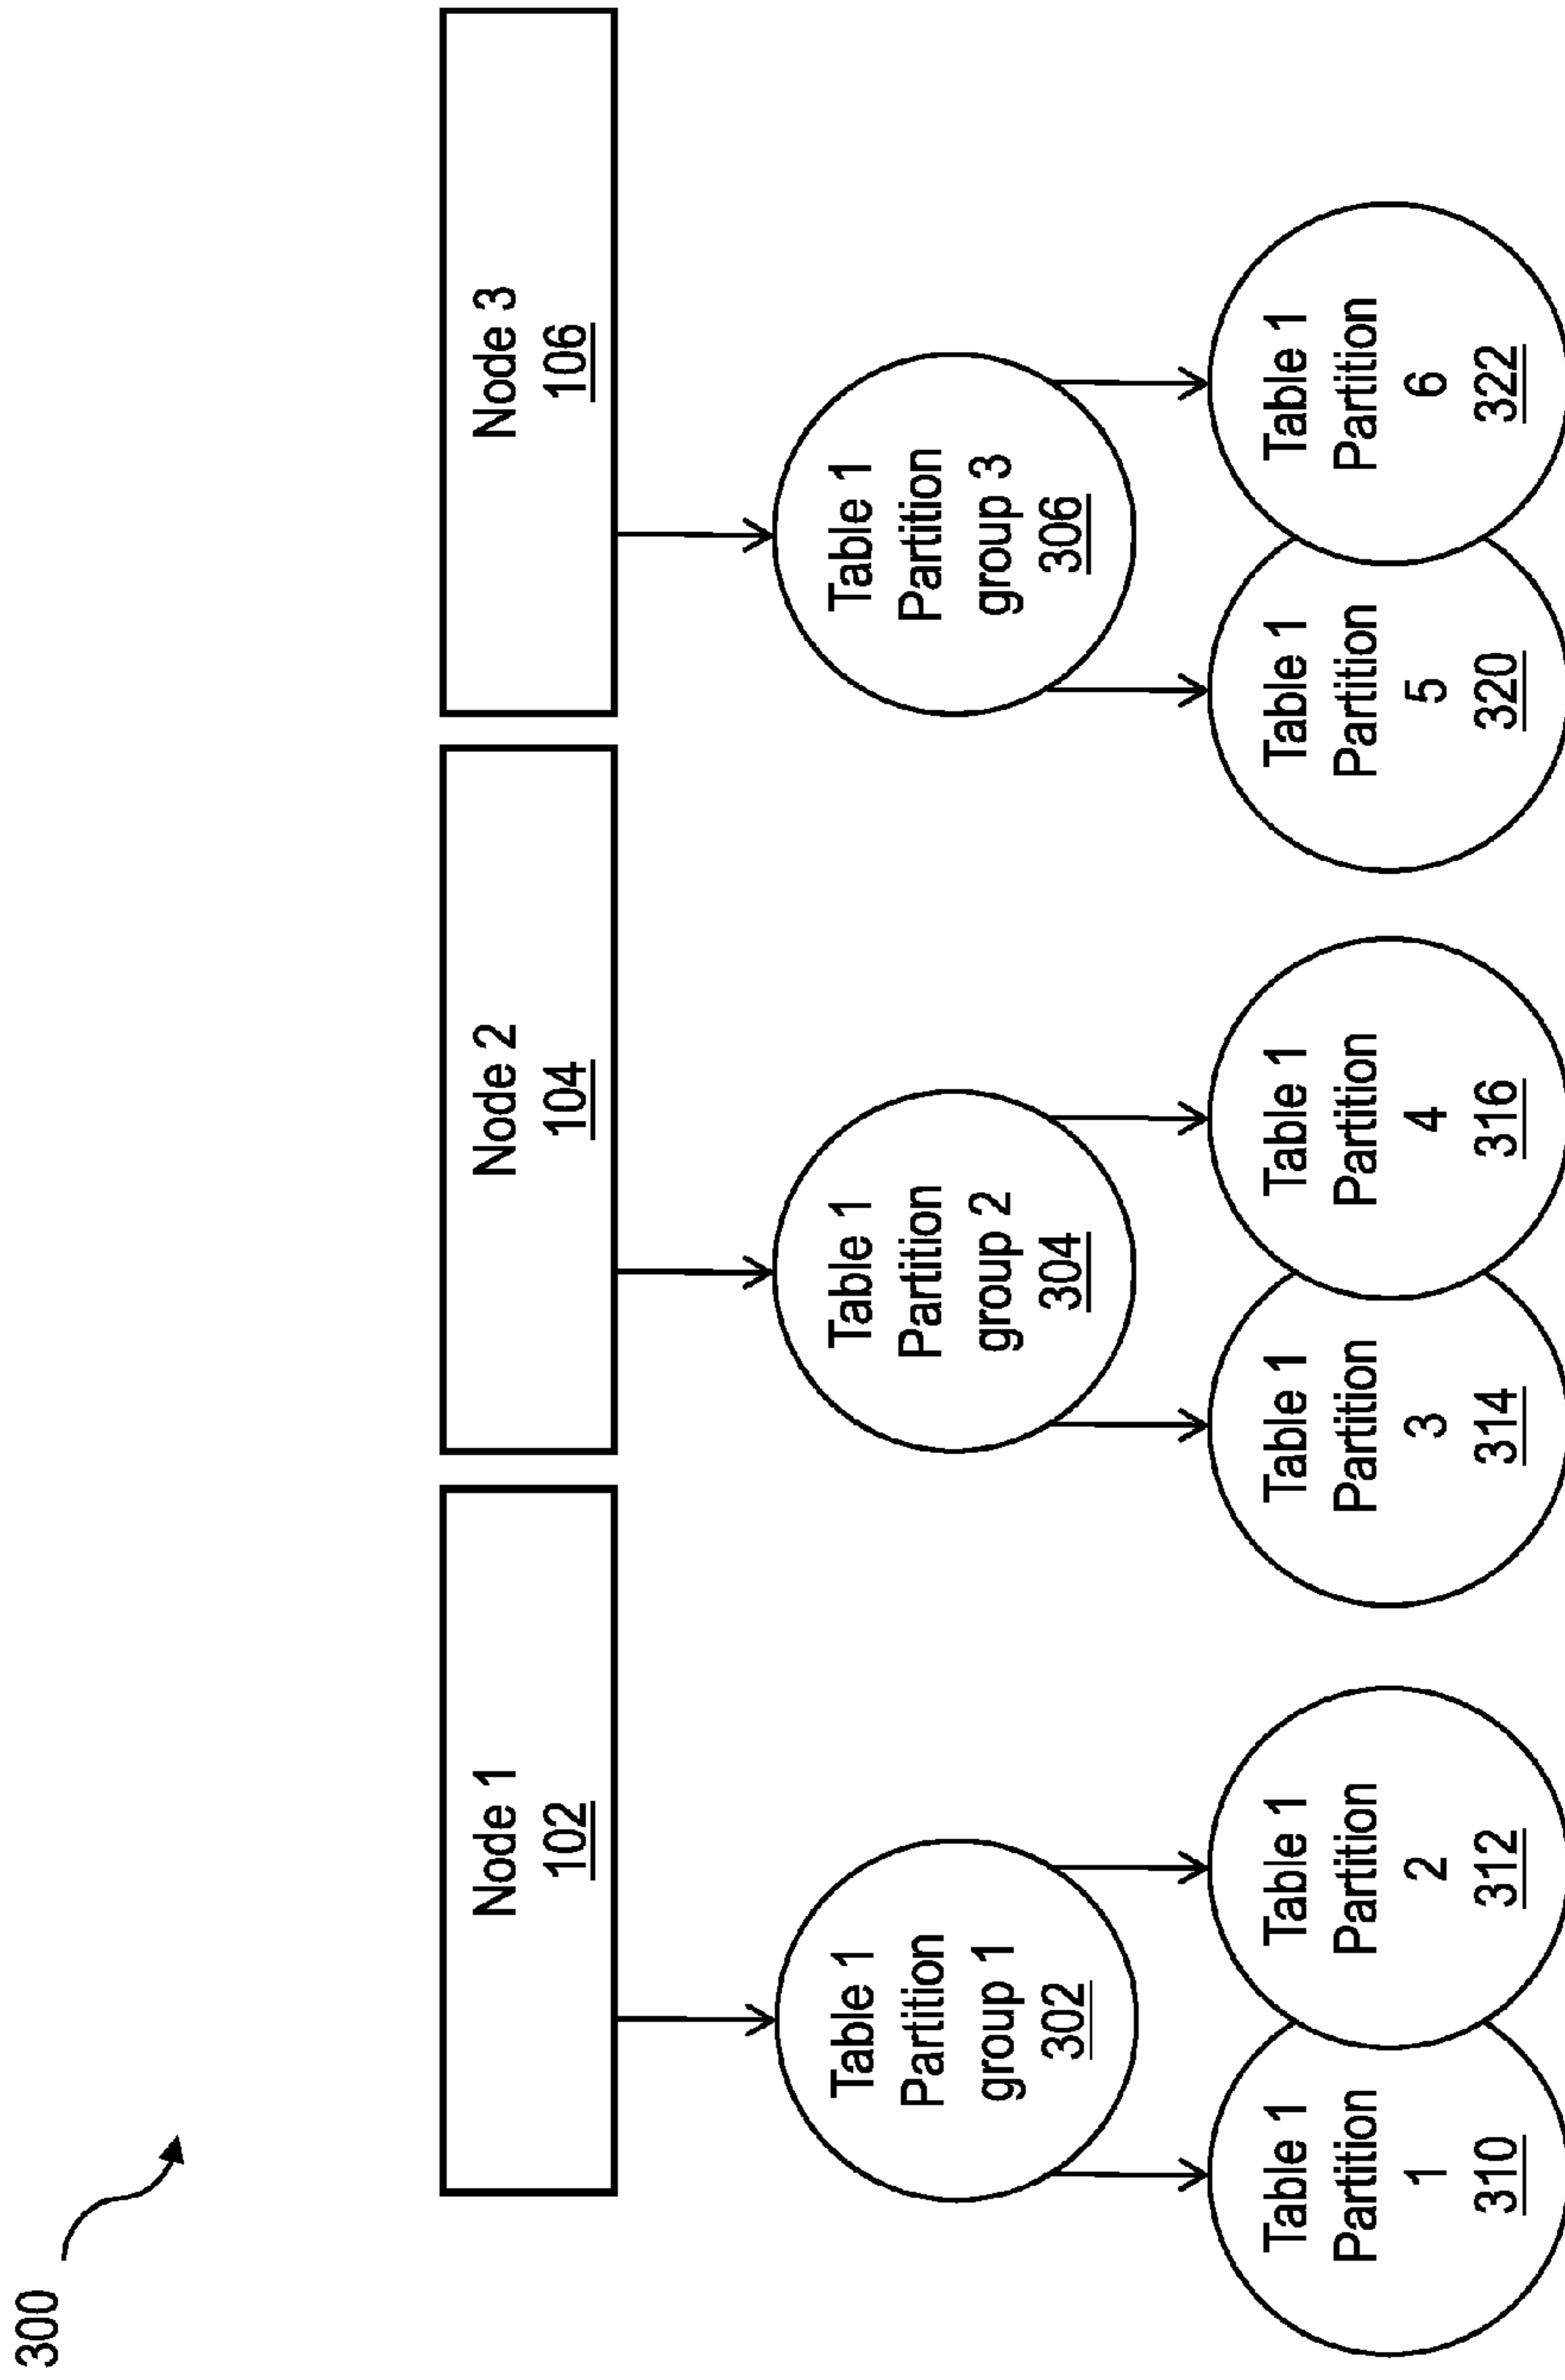 300
Node 1
102
Node 2
104
Node 3
106
Table 1
Partition
group 1
302
Table 1
Partition
group 2
304
Table 1
Partition
group 3
306
Table 1
Partition
1
310
Table 1
Partition
2
312
Table 1
Partition
3
314
Table 1
Partition
4
316
Table 1
Partition
5
320
Table 1
Partition
6
322